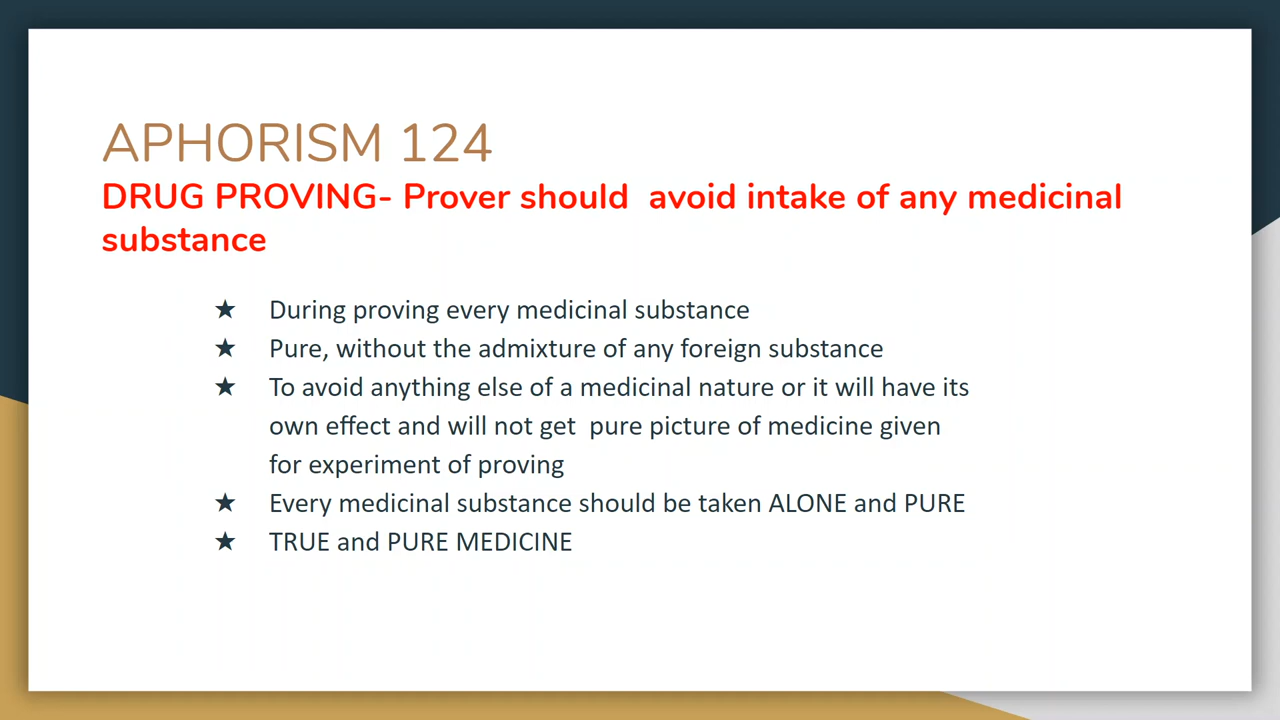 APHORISM 124
DRUG PROVING- Prover should  avoid intake of any medicinal
substance
★ During proving every medicinal substance
★ Pure, without the admixture of any foreign substance
★ To avoid anything else of a medicinal nature or it will have its
own effect and will not get  pure picture of medicine given
for experiment of proving
★ Every medicinal substance should be taken ALONE and PURE
★ TRUE and PURE MEDICINE